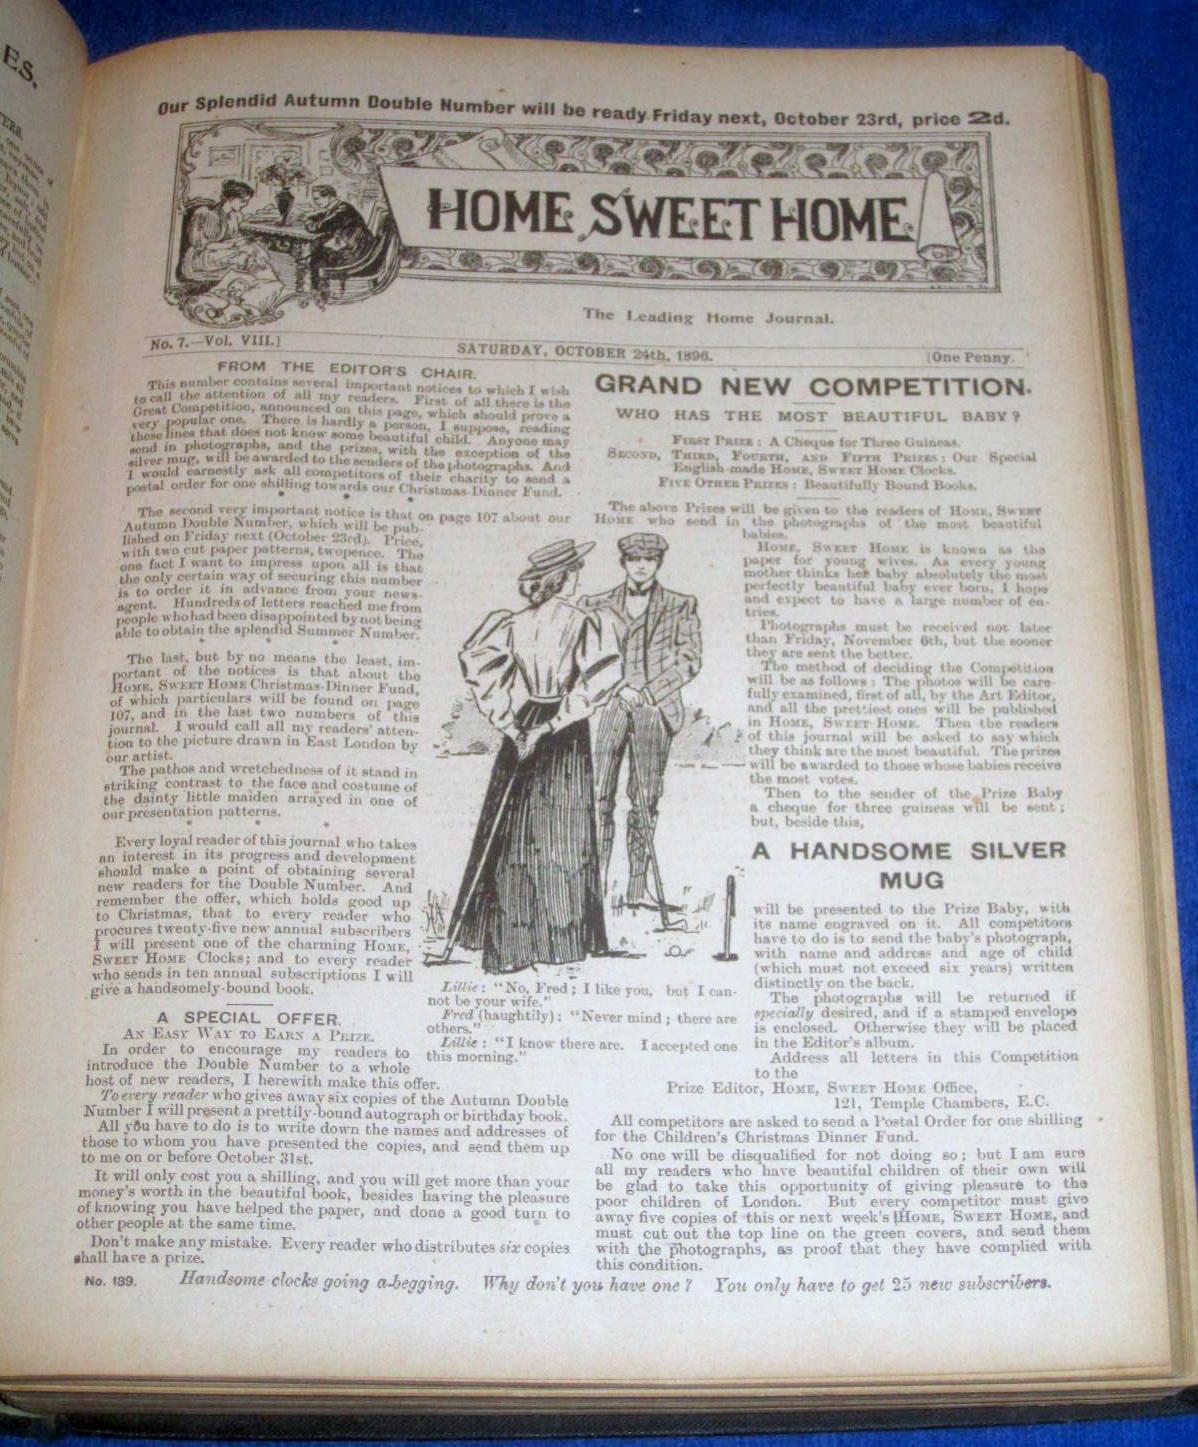 ES.
Our Splendid Autumn Double Number will be ready Friday next, October 23rd, price 2d.
HOME, SWEET HOME
The Leading Home Journal.
No. 7.—Vol. VIII.]
SATURDAY, OCTOBER 24th, 1896.
[One Penny.
FROM THE EDITOR'S CHAIR.
This number contains several important notices to which I wish
to call the attention of all my readers. First of all there is the
Great Competition, announced on this page, which should prove a
very popular one. There is hardly a person, I suppose, reading
these lines that does not know some beautiful child. Anyone may
send in photographs, and the prizes, with the exception of the
silver mug, will be awarded to the senders of the photographs. And
I would earnestly ask all competitors of their charity to send a
postal order for one shilling towards our Christmas Dinner Fund.
* * *
The second very important notice is that on page 107 about our
Autumn Double Number, which will be pub-
lished on Friday next (October 23rd). Price,
with two cut paper patterns, twopence. The
one fact I want to impress upon all is that
the only certain way of securing this number
is to order it in advance from your news-
agent. Hundreds of letters reached me from
people who had been disappointed by not being
able to obtain the splendid Summer Number.
* * *
The last, but by no means the least, im-
portant of the notices is that about the
HOME, SWEET HOME Christmas-Dinner Fund,
of which particulars will be found on page
107, and in the last two numbers of this
journal. I would call all my readers' atten-
tion to the picture drawn in East London by
our artist.
The pathos and wretchedness of it stand in
striking contrast to the face and costume of
the dainty little maiden arrayed in one of
our presentation patterns.
* * *
Every loyal reader of this journal who takes
an interest in its progress and development
should make a point of obtaining several
new readers for the Double Number. And
remember the offer, which holds good up
to Christmas, that to every reader who
procures twenty-five new annual subscribers
I will present one of the charming HOME,
SWEET HOME Clocks; and to every reader
who sends in ten annual subscriptions I will
give a handsomely-bound book.
A SPECIAL OFFER.
AN EASY WAY TO EARN A PRIZE.
In order to encourage my readers to
introduce the Double Number to a whole
host of new readers, I herewith make this offer.
To every reader who gives away six copies of the Autumn Double
Number I will present a prettily-bound autograph or birthday book.
All you have to do is to write down the names and addresses of
those to whom you have presented the copies, and send them up
to me on or before October 31st.
It will only cost you a shilling, and you will get more than your
money's worth in the beautiful book, besides having the pleasure
of knowing you have helped the paper, and done a good turn to
other people at the same time.
Don't make any mistake. Every reader who distributes six copies
shall have a prize.
Lillie: "No, Fred; I like you, but I can-
not be your wife."
Fred (haughtily): "Never mind; there are
others."
Lillie: "I know there are. I accepted one
this morning."
GRAND NEW COMPETITION.
WHO HAS THE MOST BEAUTIFUL BABY?
FIRST PRIZE: A CHEQUE FOR THREE GUINEAS.
SECOND, THIRD, FOURTH, AND FIFTH PRIZES: Our Special
English-made HOME, SWEET HOME CLOCKS.
FIVE OTHER PRIZES: Beautifully Bound Books.
The above Prizes will be given to the readers of HOME, SWEET
HOME who send in the photographs of the most beautiful
babies.
HOME, SWEET HOME is known as the
paper for young wives. As every young
mother thinks her baby absolutely the most
perfectly beautiful baby ever born, I hope
and expect to have a large number of en-
tries.
Photographs must be received not later
than Friday, November 6th, but the sooner
they are sent the better.
The method of deciding the Competition
will be as follows: The photos will be care-
fully examined, first of all, by the Art Editor,
and all the prettiest ones will be published
in HOME, SWEET HOME. Then the readers
of this journal will be asked to say which
they think are the most beautiful. The prizes
will be awarded to those whose babies receive
the most votes.
Then to the sender of the Prize Baby
a cheque for three guineas will be sent;
but, beside this,
A HANDSOME SILVER
MUG
will be presented to the Prize Baby, with
its name engraved on it. All competitors
have to do is to send the baby's photograph,
with name and address and age of child
(which must not exceed six years) written
distinctly on the back.
The photographs will be returned if
specially desired, and if a stamped envelope
is enclosed. Otherwise they will be placed
in the Editor's album.
Address all letters in this Competition
to the
Prize Editor, HOME, SWEET HOME Office,
121, Temple Chambers, E.C.
All competitors are asked to send a Postal Order for one shilling
for the Children's Christmas Dinner Fund.
No one will be disqualified for not doing so; but I am sure
all my readers who have beautiful children of their own will
be glad to take this opportunity of giving pleasure to the
poor children of London. But every competitor must give
away five copies of this or next week's HOME, SWEET HOME, and
must cut out the top line on the green covers, and send them
with the photographs, as proof that they have complied with
this condition.
No. 189.
Handsome clocks going a-begging. Why don't you have one? You only have to get 25 new subscribers.